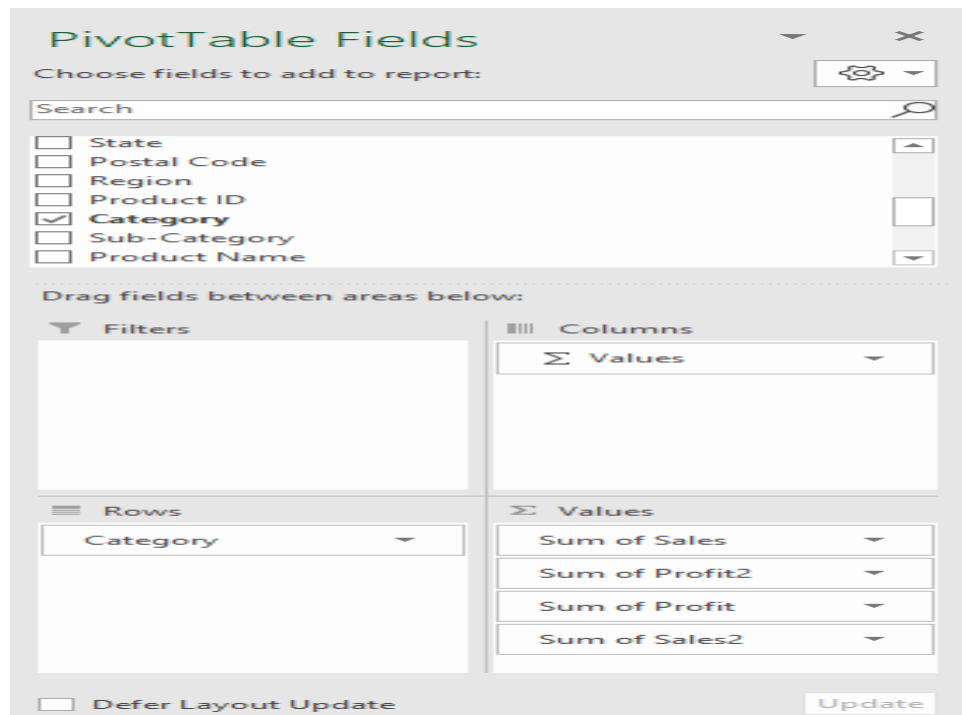 PivotTable Fields
Choose fields to add to report:
Search
State
Postal Code
Region
Product ID
Category
Sub-Category
Product Name
Drag fields between areas below:
Filters
Columns
Σ Values
Rows
Σ Values
Category
Sum of Sales
Sum of Profit2
Sum of Profit
Sum of Sales2
Defer Layout Update
Update